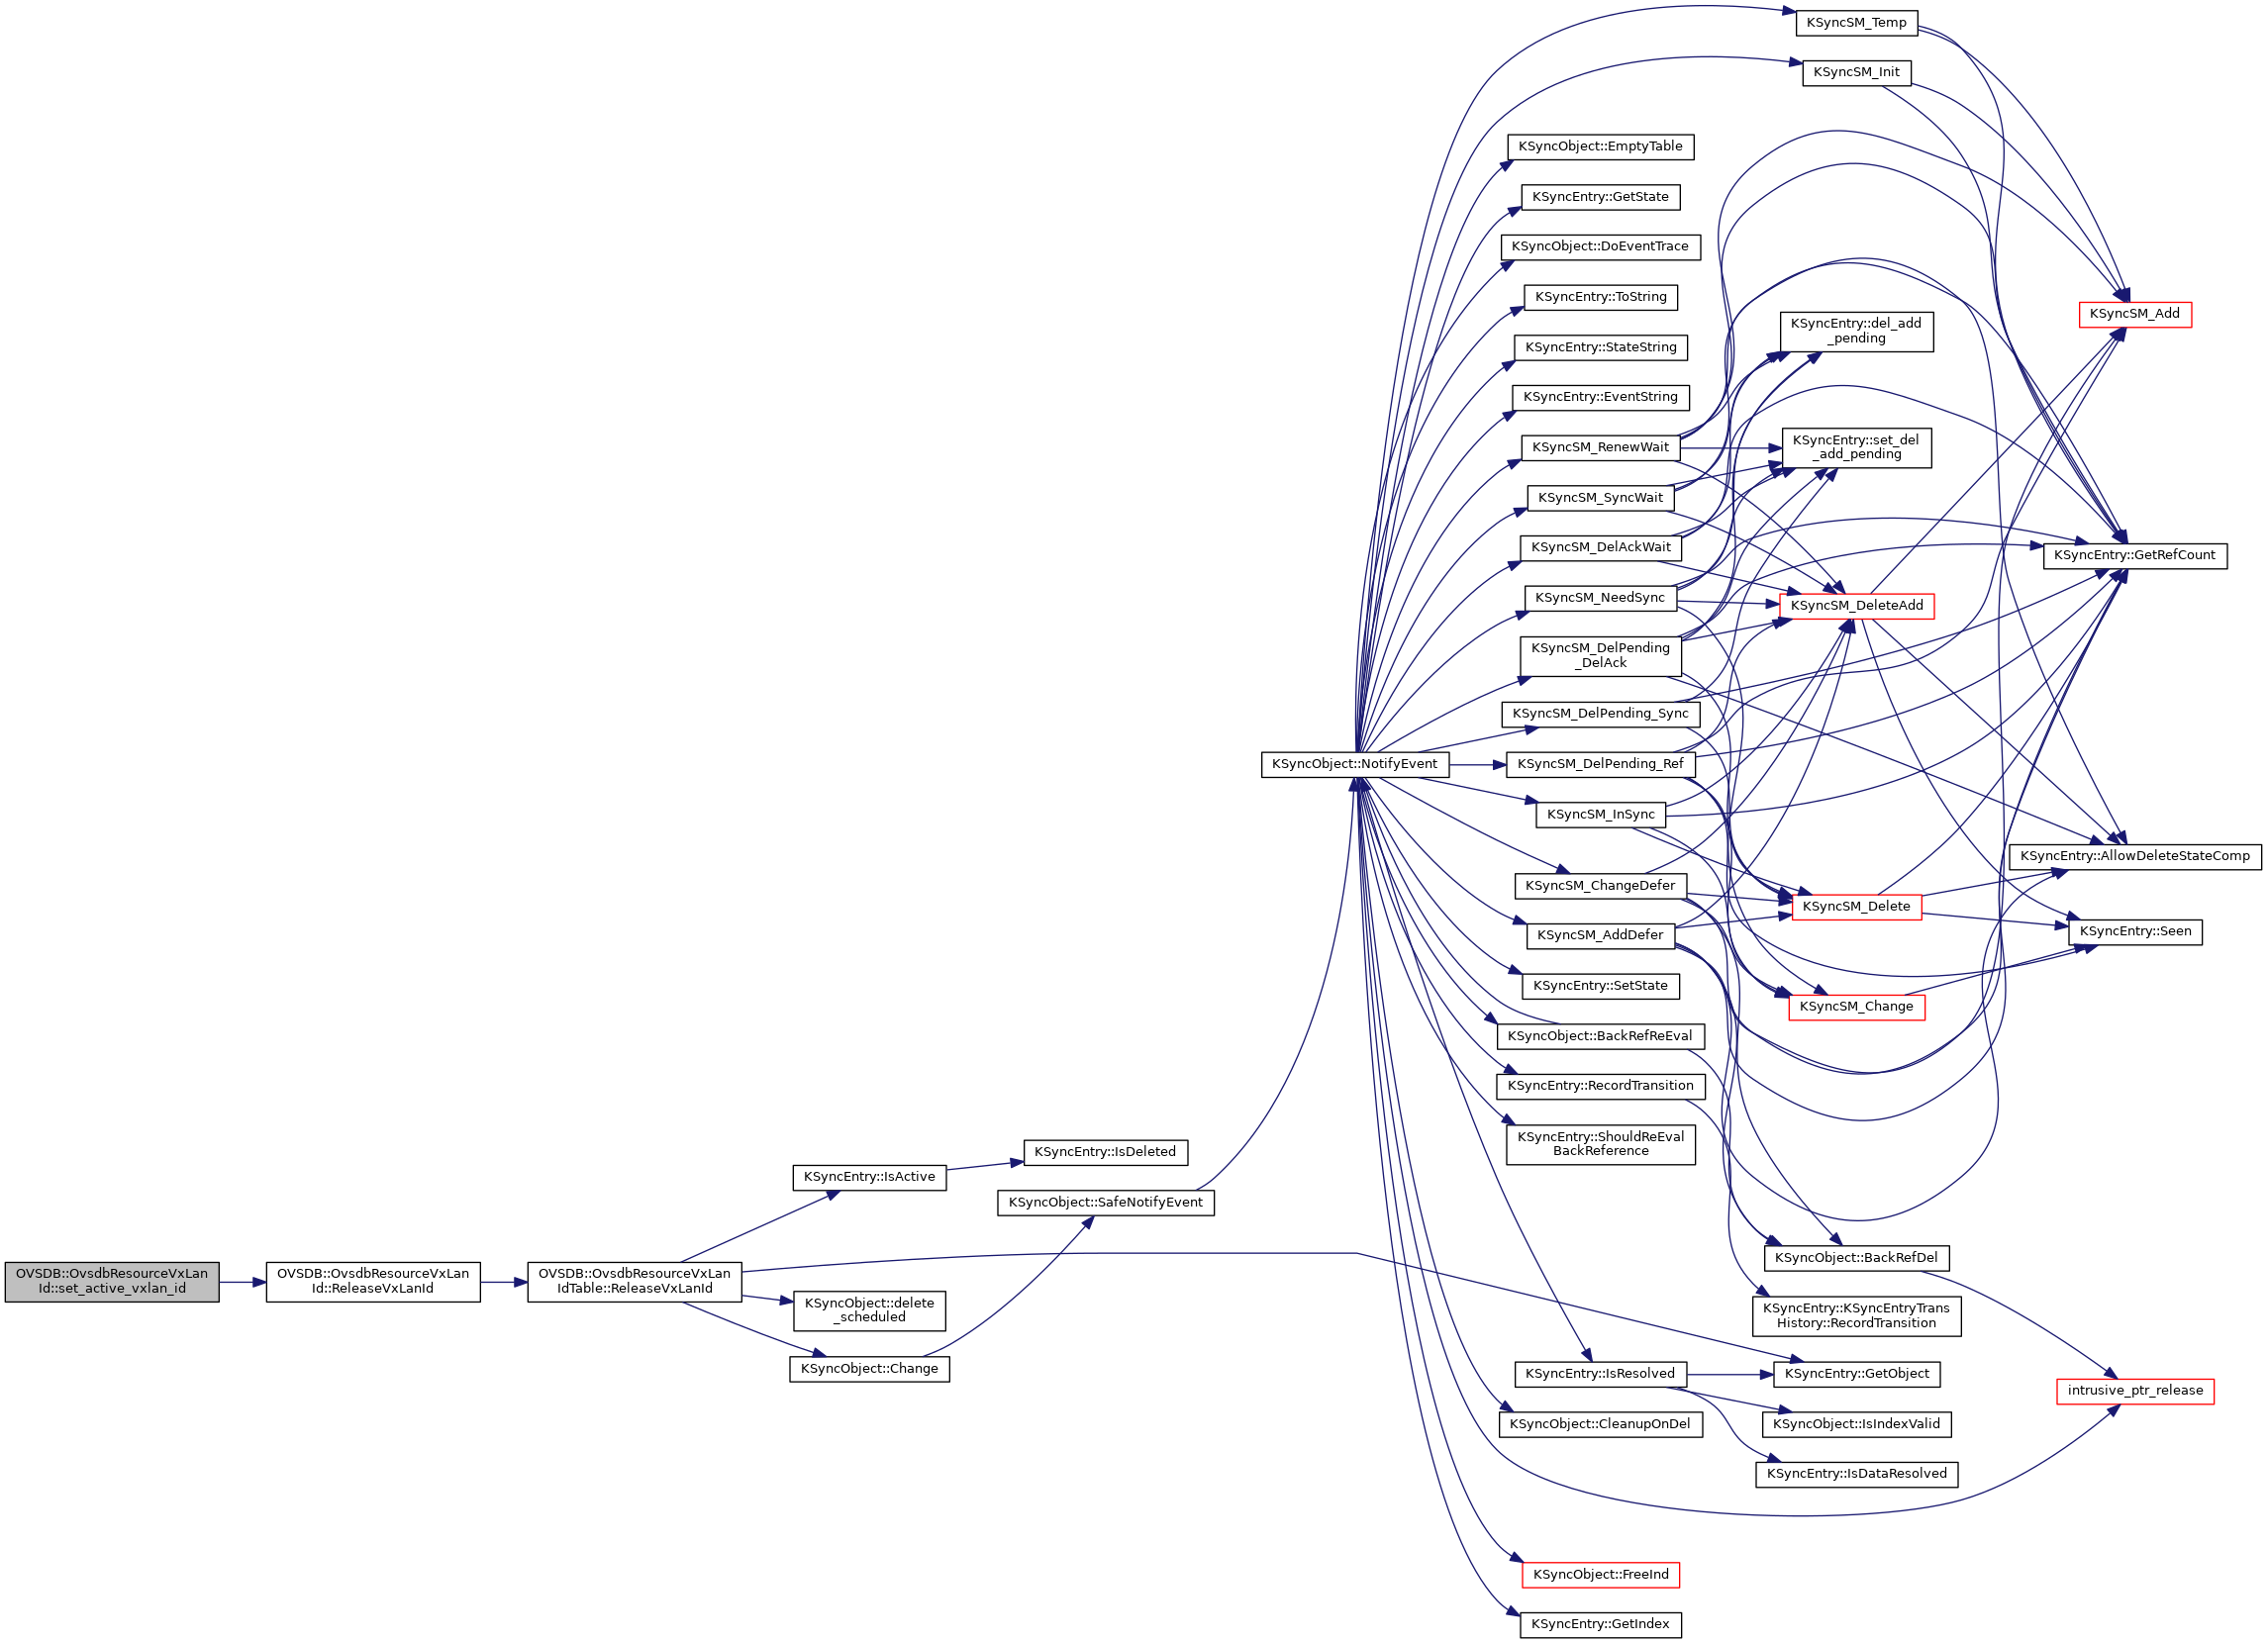 KSyncSM_Temp
KSyncSM_Init
KSyncObject::EmptyTable
KSyncEntry::GetState
KSyncObject::DoEventTrace
KSyncEntry::ToString
KSyncSM_Add
KSyncEntry::del_add
_pending
KSyncEntry::StateString
KSyncEntry::EventString
KSyncSM_RenewWait
KSyncEntry::set_del
_add_pending
KSyncSM_SyncWait
KSyncSM_DelAckWait
KSyncEntry::GetRefCount
KSyncSM_NeedSync
KSyncSM_DeleteAdd
KSyncSM_DelPending
_DelAck
KSyncSM_DelPending_Sync
KSyncObject::NotifyEvent
KSyncSM_DelPending_Ref
KSyncSM_InSync
KSyncEntry::AllowDeleteStateComp
KSyncSM_ChangeDefer
KSyncSM_Delete
KSyncSM_AddDefer
KSyncEntry::Seen
KSyncEntry::SetState
KSyncSM_Change
KSyncObject::BackRefReEval
KSyncEntry::RecordTransition
KSyncEntry::ShouldReEval
BackReference
KSyncEntry::IsDeleted
KSyncEntry::IsActive
KSyncObject::SafeNotifyEvent
KSyncObject::BackRefDel
OVSDB::OvsdbResourceVxLan
Id::set_active_vxlan_id
OVSDB::OvsdbResourceVxLan
Id::ReleaseVxLanId
OVSDB::OvsdbResourceVxLan
IdTable::ReleaseVxLanId
KSyncObject::delete
_scheduled
KSyncEntry::KSyncEntryTrans
History::RecordTransition
KSyncObject::Change
KSyncEntry::IsResolved
KSyncEntry::GetObject
intrusive_ptr_release
KSyncObject::CleanupOnDel
KSyncObject::IsIndexValid
KSyncEntry::IsDataResolved
KSyncObject::FreeInd
KSyncEntry::GetIndex